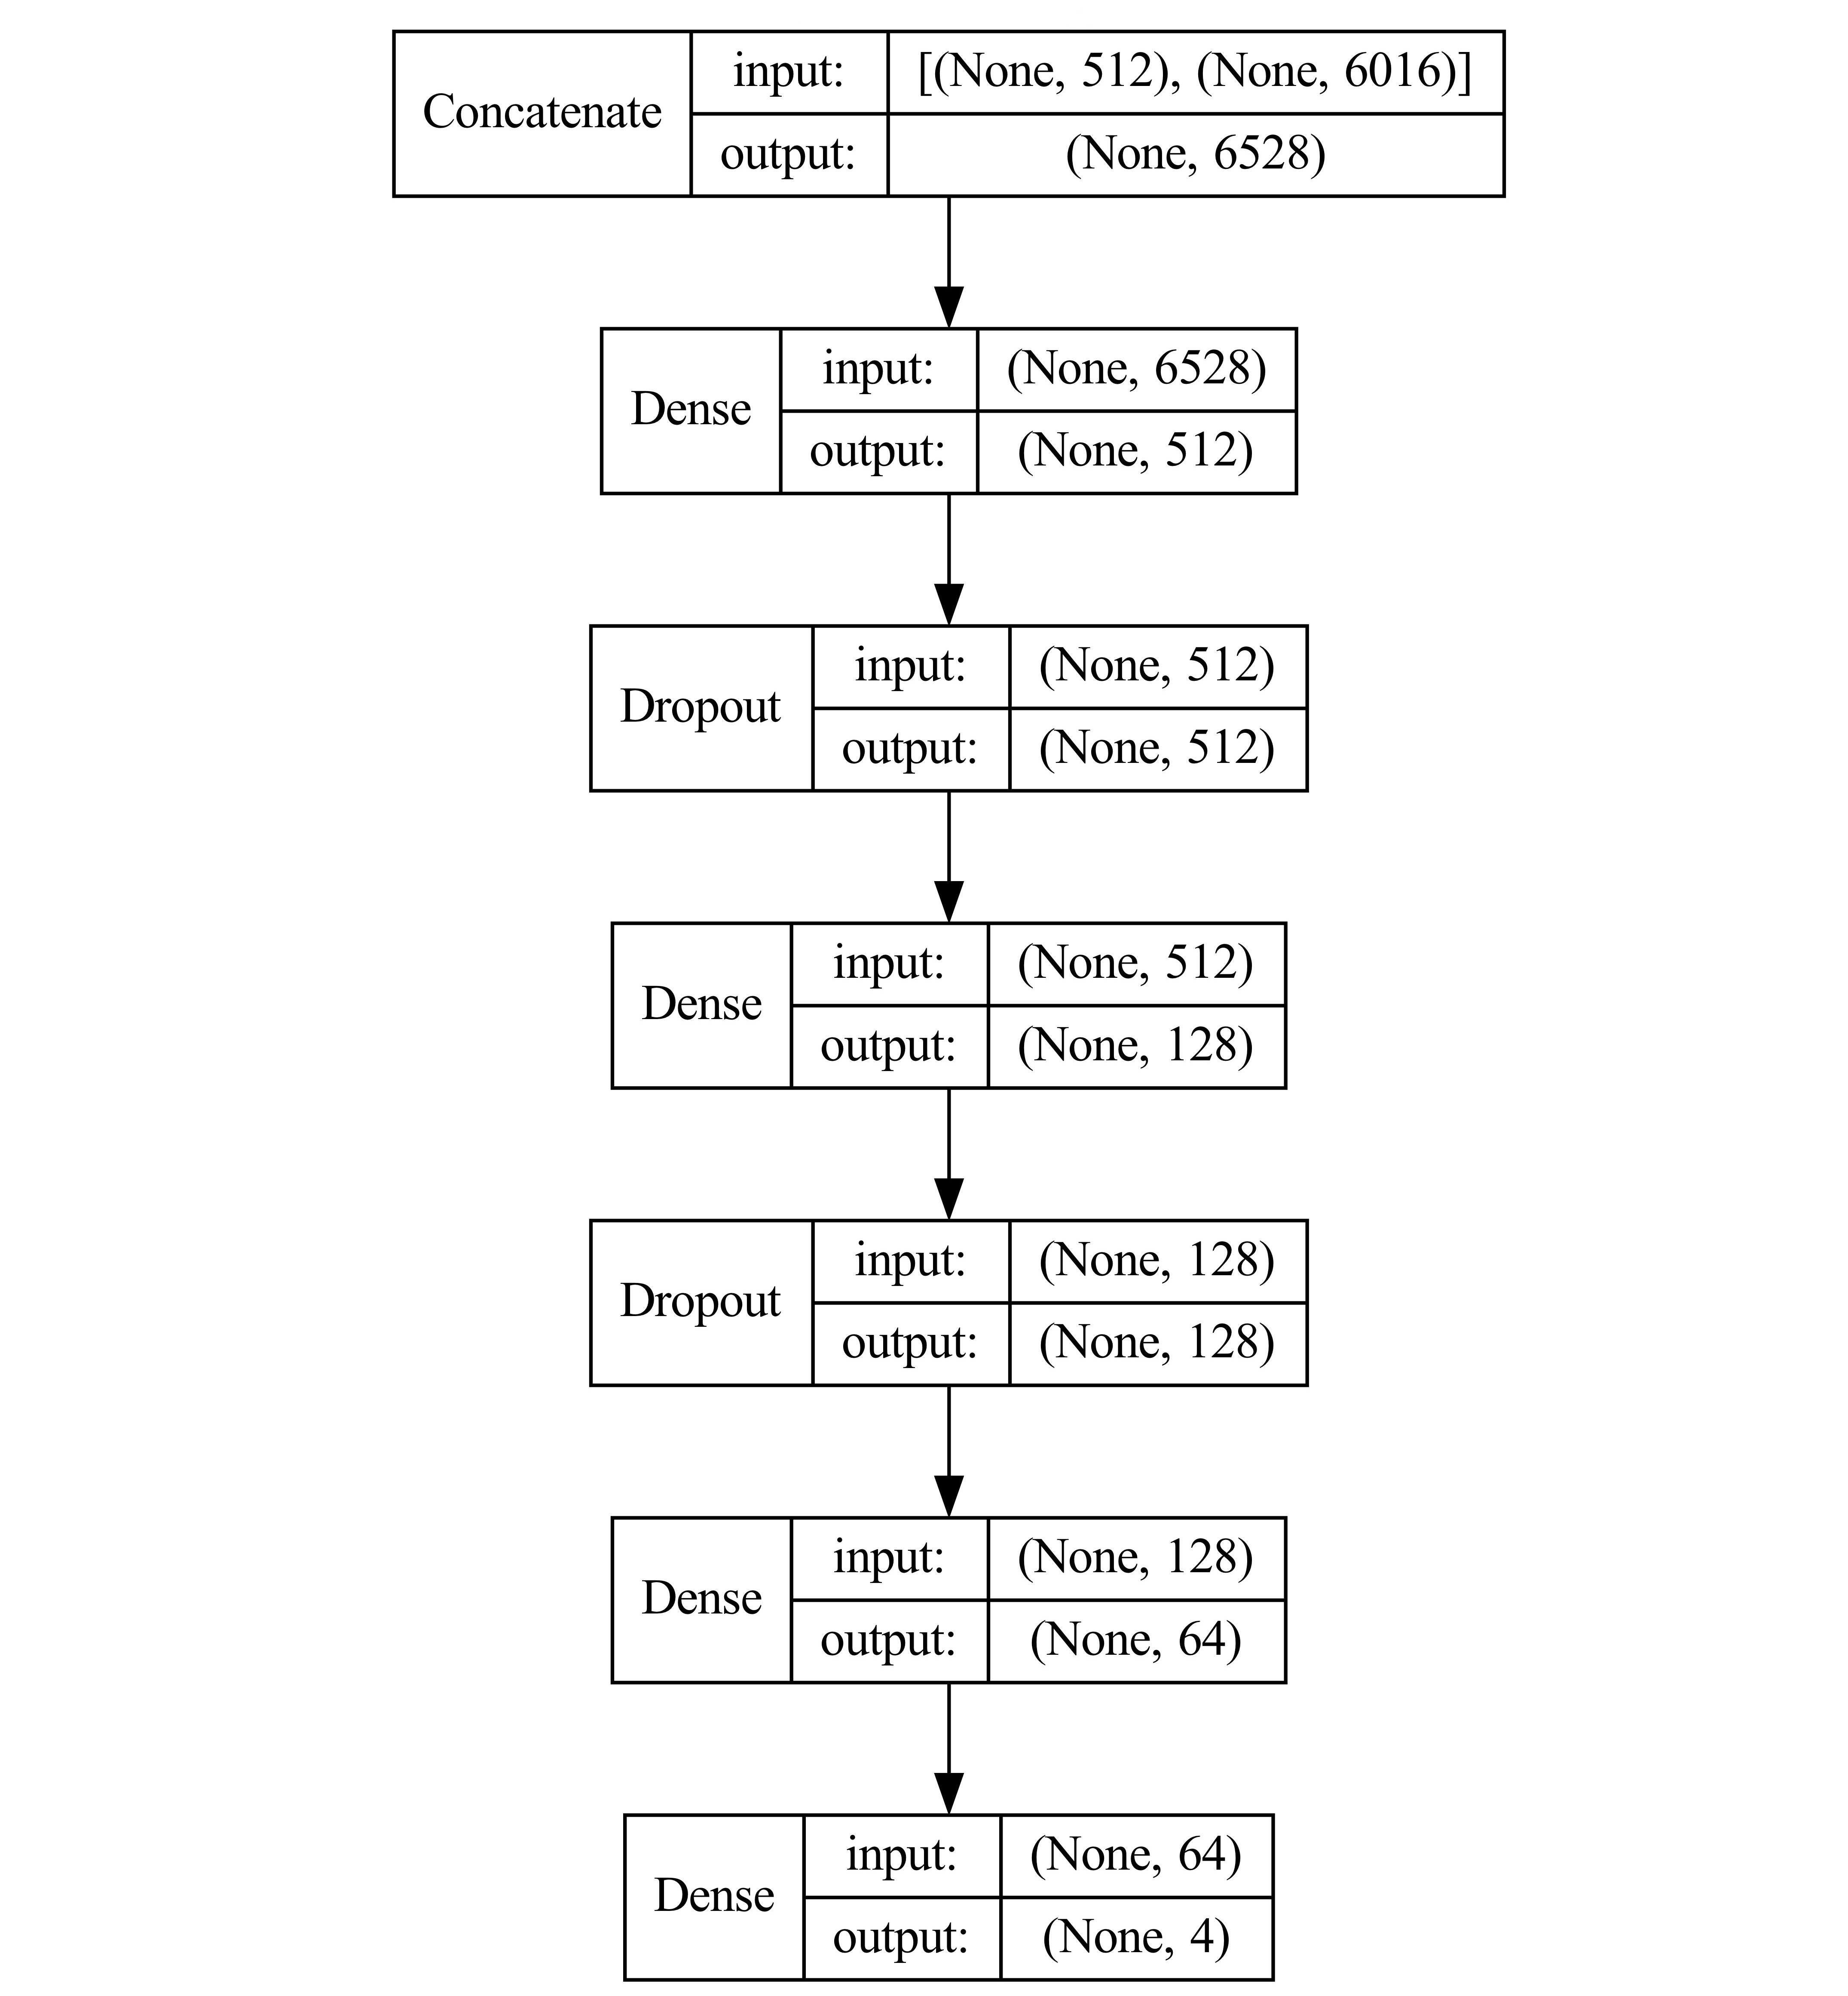 Concatenate
input: [(None, 512), (None, 6016)]
output: (None, 6528)
Dense
input: (None, 6528)
output: (None, 512)
Dropout
input: (None, 512)
output: (None, 512)
Dense
input: (None, 512)
output: (None, 128)
Dropout
input: (None, 128)
output: (None, 128)
Dense
input: (None, 128)
output: (None, 64)
Dense
input: (None, 64)
output: (None, 4)